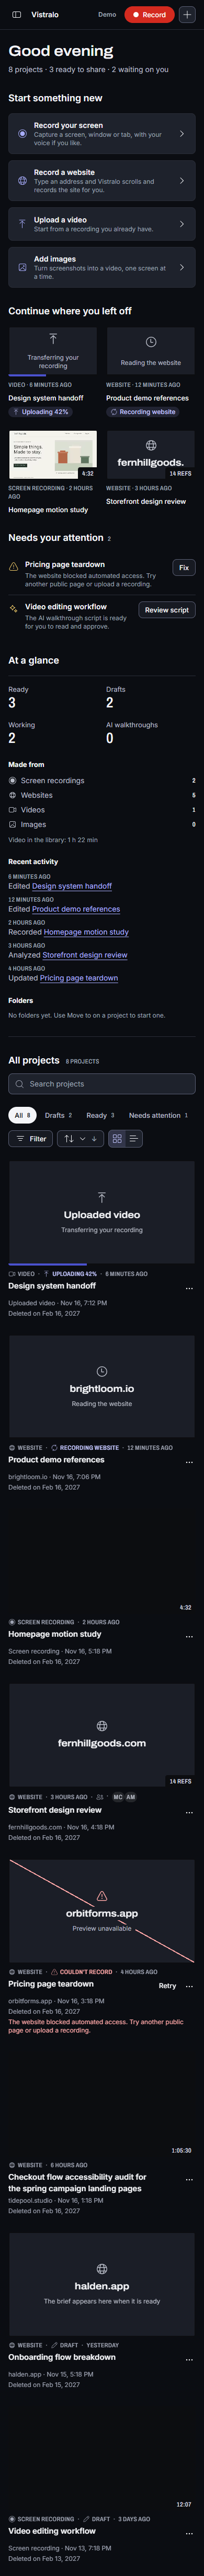 Vistralo
Demo
Record
Good evening
8 projects · 3 ready to share · 2 waiting on you
Start something new
Record your screen
Capture a screen, window or tab, with your
voice if you like.
Record a website
Type an address and Vistralo scrolls and
records the site for you.
Upload a video
Start from a recording you already have.
Add images
Turn screenshots into a video, one screen at
a time.
Continue where you left off
Transferring your
recording
VIDEO · 6 MINUTES AGO
Design system handoff
Uploading 42%
Reading the website
WEBSITE · 12 MINUTES AGO
Product demo references
Recording website
Simple things.
Made to stay.
4:32
SCREEN RECORDING · 2 HOURS
AGO
Homepage motion study
fernhillgoods.
14 REFS
WEBSITE · 3 HOURS AGO
Storefront design review
Needs your attention 2
Pricing page teardown
The website blocked automated access. Try
another public page or upload a recording.
Fix
Video editing workflow
The AI walkthrough script is ready
for you to read and approve.
Review script
At a glance
Ready
3
Drafts
2
Working
2
AI walkthroughs
0
Made from
Screen recordings 2
Websites 5
Videos 1
Images 0
Video in the library: 1 h 22 min
Recent activity
6 MINUTES AGO
Edited Design system handoff
12 MINUTES AGO
Edited Product demo references
2 HOURS AGO
Recorded Homepage motion study
3 HOURS AGO
Analyzed Storefront design review
4 HOURS AGO
Updated Pricing page teardown
Folders
No folders yet. Use Move to on a project to start one.
All projects 8 PROJECTS
Search projects
All 8
Drafts 2
Ready 3
Needs attention 1
Filter
Uploaded video
Transferring your recording
VIDEO · UPLOADING 42% · 6 MINUTES AGO
Design system handoff
Uploaded video · Nov 16, 7:12 PM
Deleted on Feb 16, 2027
brightloom.io
Reading the website
WEBSITE · RECORDING WEBSITE · 12 MINUTES AGO
Product demo references
brightloom.io · Nov 16, 7:06 PM
Deleted on Feb 16, 2027
4:32
SCREEN RECORDING · 2 HOURS AGO
Homepage motion study
Screen recording · Nov 16, 5:18 PM
Deleted on Feb 16, 2027
fernhillgoods.com
14 REFS
WEBSITE · 3 HOURS AGO · MC AM
Storefront design review
fernhillgoods.com · Nov 16, 4:18 PM
Deleted on Feb 16, 2027
orbitforms.app
Preview unavailable
WEBSITE · COULDN'T RECORD · 4 HOURS AGO
Pricing page teardown
Retry
orbitforms.app · Nov 16, 3:18 PM
Deleted on Feb 16, 2027
The website blocked automated access. Try another public
page or upload a recording.
1:05:30
WEBSITE · 6 HOURS AGO
Checkout flow accessibility audit for
the spring campaign landing pages
tidepool.studio · Nov 16, 1:18 PM
Deleted on Feb 16, 2027
halden.app
The brief appears here when it is ready
WEBSITE · DRAFT · YESTERDAY
Onboarding flow breakdown
halden.app · Nov 15, 5:18 PM
Deleted on Feb 15, 2027
12:07
SCREEN RECORDING · DRAFT · 3 DAYS AGO
Video editing workflow
Screen recording · Nov 13, 7:18 PM
Deleted on Feb 13, 2027